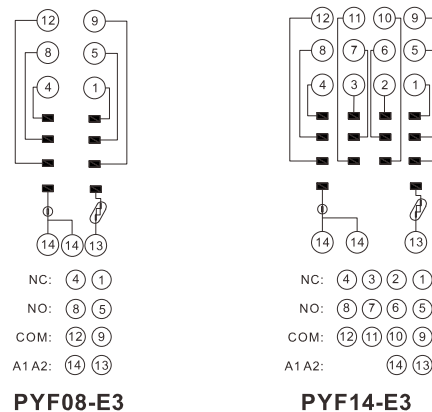 12 9 12 11 10 9
8 5 8 7 6 5
4 1 4 3 2 1
14 14 13 14 14 13
NC: 4 1 NC: 4 3 2 1
NO: 8 5 NO: 8 7 6 5
COM: 12 9 COM: 12 11 10 9
A1 A2: 14 13 A1 A2: 14 13
PYF08-E3 PYF14-E3